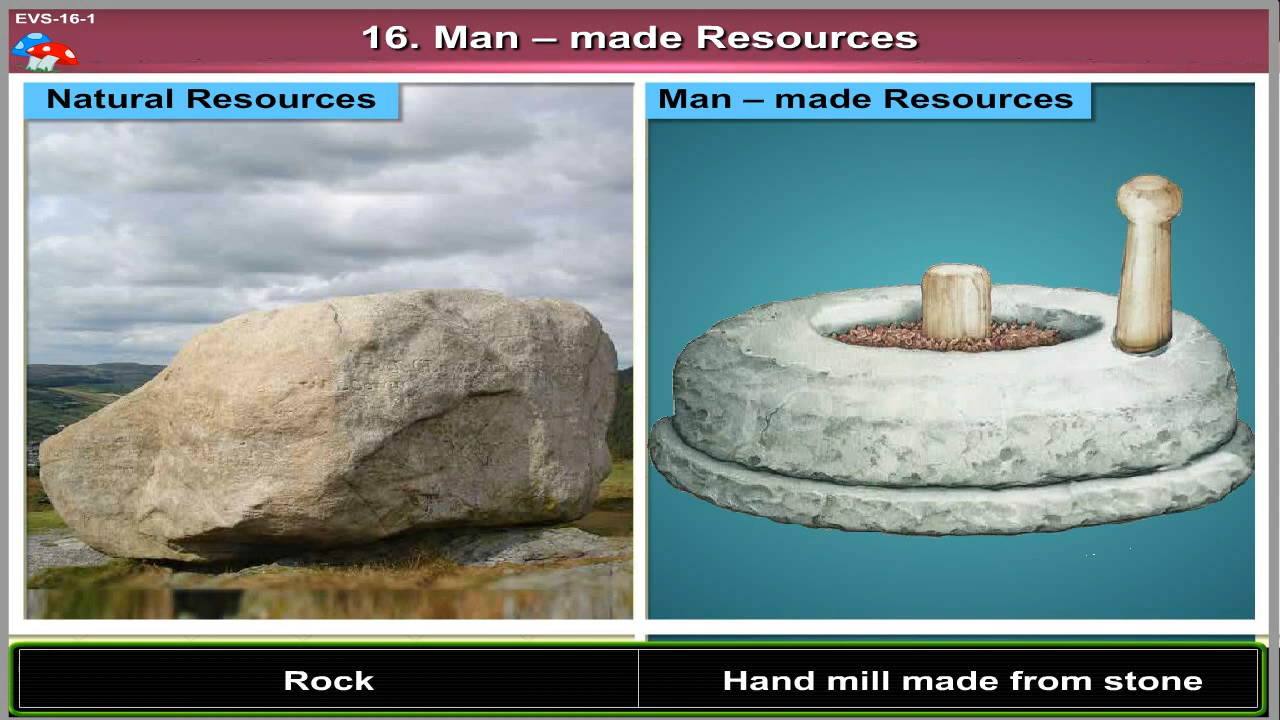 EVS-16-1
16. Man – made Resources
Natural Resources
Man – made Resources
Rock
Hand mill made from stone